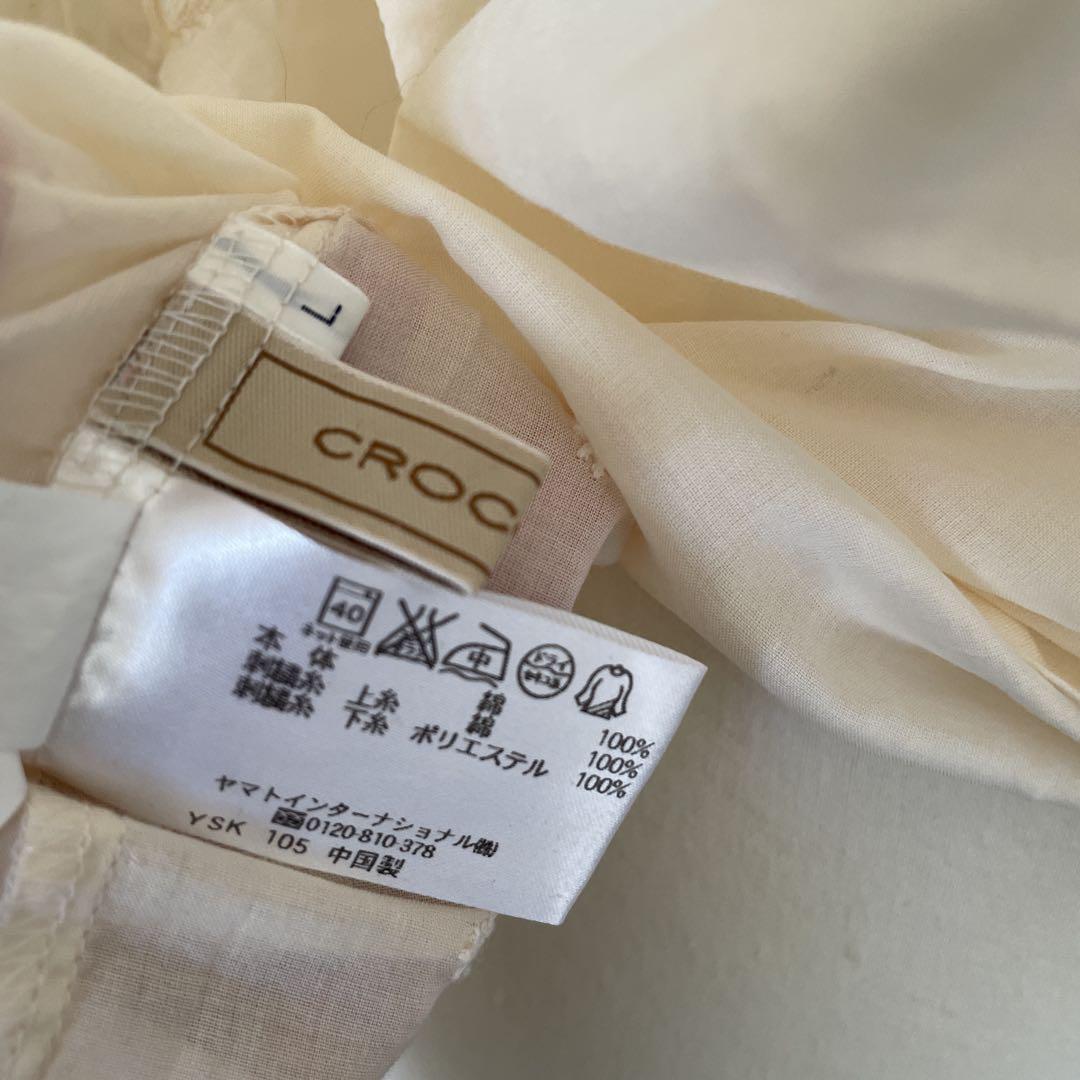 L
CROC
40
ネット使用
中
ドライ
本 体 綿 100%
刺繍糸 上糸 綿 100%
刺繍糸 下糸 ポリエステル 100%
ヤマトインターナショナル㈱
0120-810-378
YSK 105 中国製